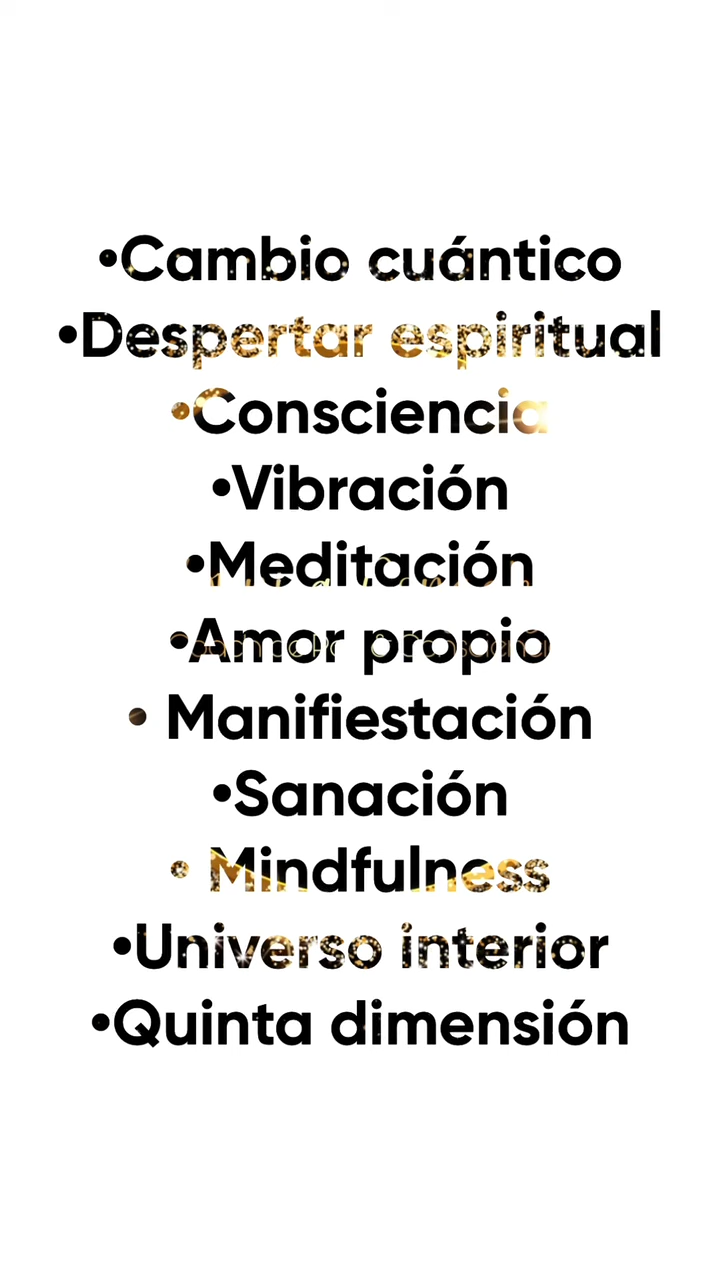 •Cambio cuántico
•Despertar espiritual
•Consciencia
•Vibración
•Meditación
•Amor propio
• Manifiestación
•Sanación
• Mindfulness
•Universo interior
•Quinta dimensión